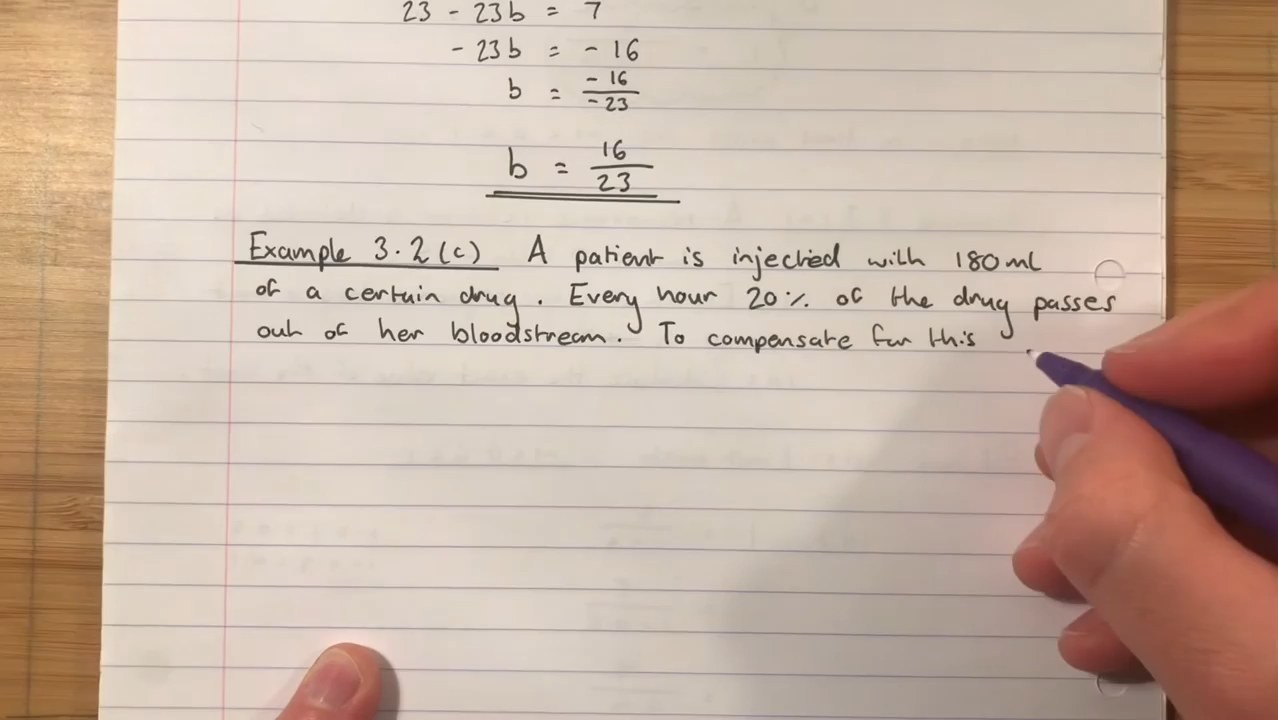 23 - 23b = 7
- 23b = - 16
b = -16/-23
b = 16/23
Example 3.2(c) A patient is injected with 180ml
of a certain drug. Every hour 20% of the drug passes
out of her bloodstream. To compensate for this